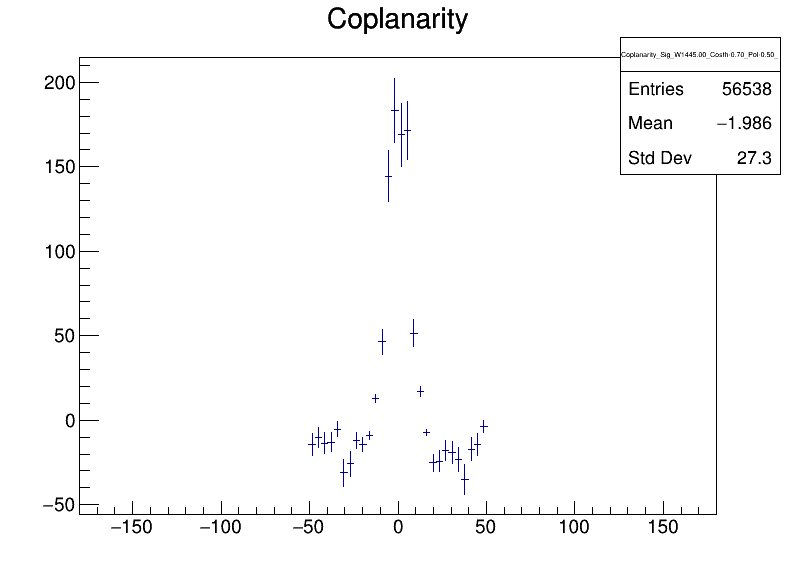 Coplanarity
Coplanarity_Sig_W1445.00_Costh-0.70_Pol-0.50_
Entries 56538
Mean −1.986
Std Dev 27.3
200
150
100
50
0
−50
−150 −100 −50 0 50 100 150